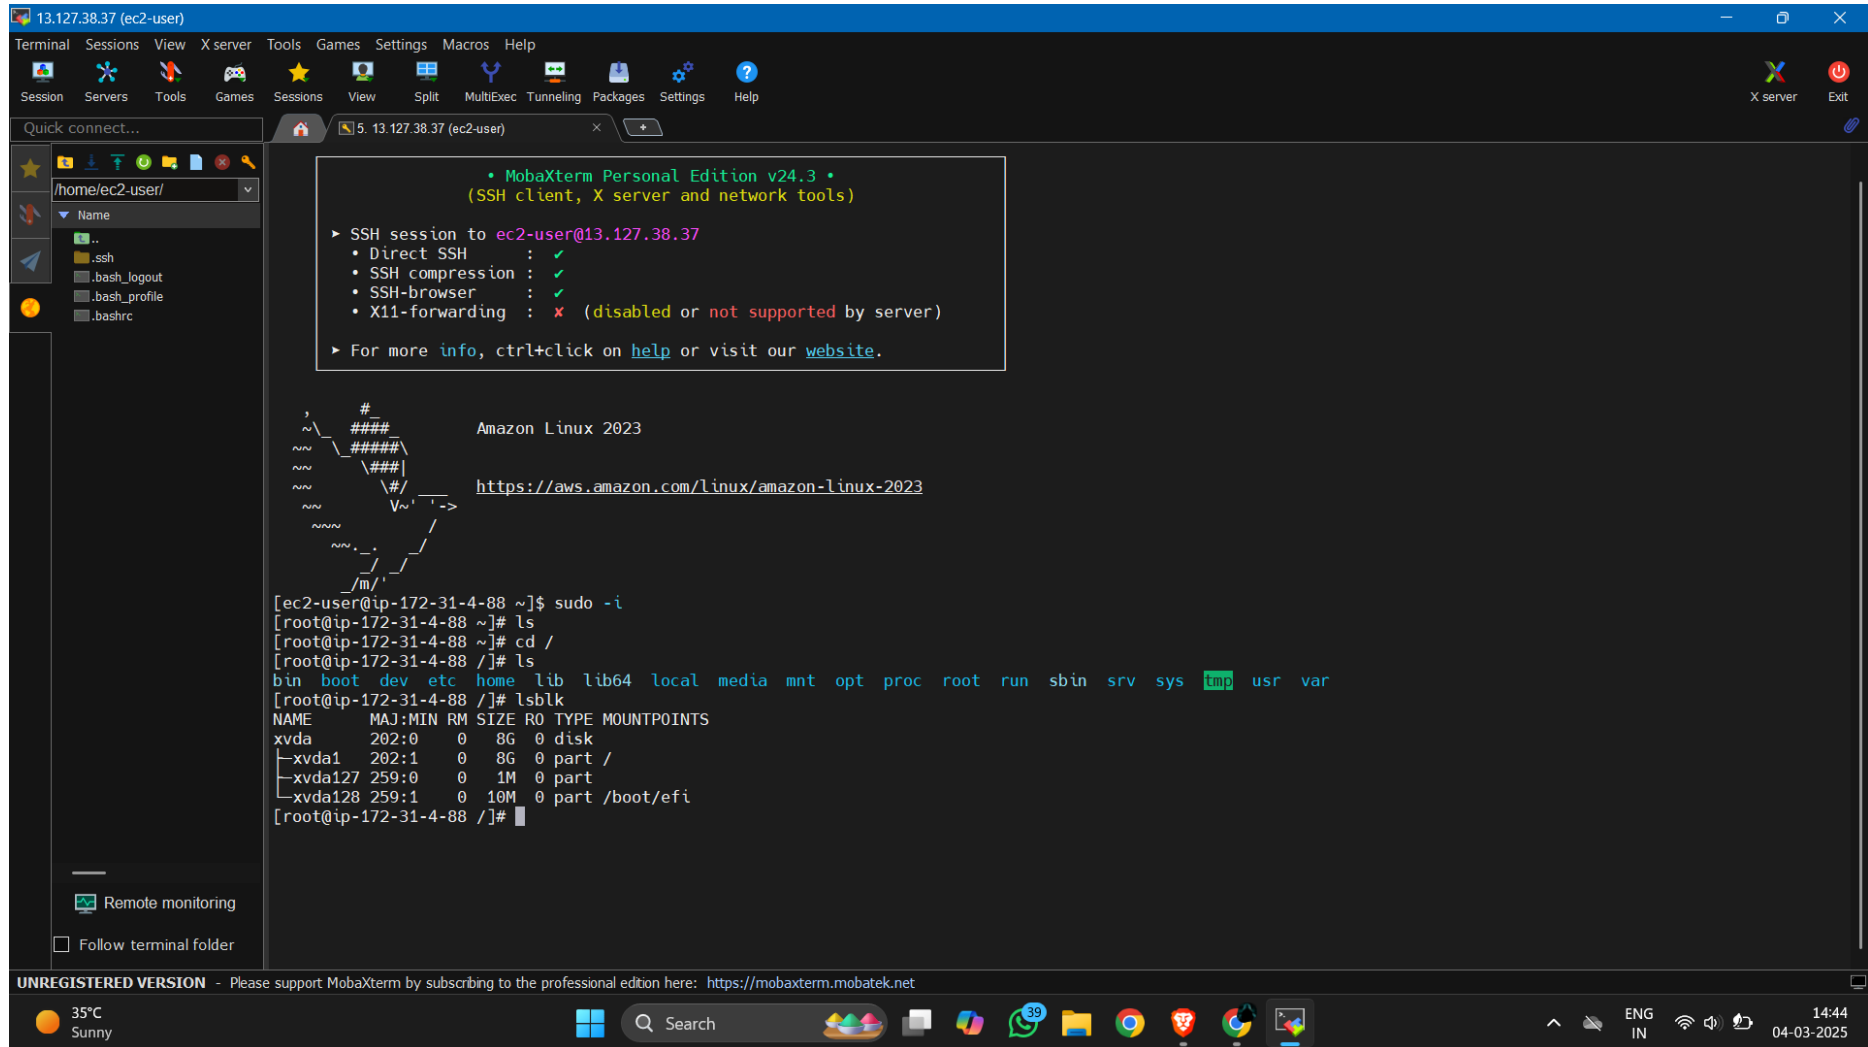 13.127.38.37 (ec2-user)
Terminal Sessions View X server Tools Games Settings Macros Help
Session Servers Tools Games Sessions View Split MultiExec Tunneling Packages Settings Help X server Exit
Quick connect...
5. 13.127.38.37 (ec2-user)
/home/ec2-user/
Name
..
.ssh
.bash_logout
.bash_profile
.bashrc
• MobaXterm Personal Edition v24.3 •
(SSH client, X server and network tools)
➤ SSH session to ec2-user@13.127.38.37
• Direct SSH : ✔
• SSH compression : ✔
• SSH-browser : ✔
• X11-forwarding : ✘ (disabled or not supported by server)
➤ For more info, ctrl+click on help or visit our website.
, #_
~\_ ####_ Amazon Linux 2023
~~ \_#####\
~~ \###|
~~ \#/ ___ https://aws.amazon.com/linux/amazon-linux-2023
~~ V~' '->
~~~ /
~~._. _/
_/ _/
_/m/'
[ec2-user@ip-172-31-4-88 ~]$ sudo -i
[root@ip-172-31-4-88 ~]# ls
[root@ip-172-31-4-88 ~]# cd /
[root@ip-172-31-4-88 /]# ls
bin boot dev etc home lib lib64 local media mnt opt proc root run sbin srv sys tmp usr var
[root@ip-172-31-4-88 /]# lsblk
NAME MAJ:MIN RM SIZE RO TYPE MOUNTPOINTS
xvda 202:0 0 8G 0 disk
├─xvda1 202:1 0 8G 0 part /
├─xvda127 259:0 0 1M 0 part
└─xvda128 259:1 0 10M 0 part /boot/efi
[root@ip-172-31-4-88 /]#
Remote monitoring
Follow terminal folder
UNREGISTERED VERSION - Please support MobaXterm by subscribing to the professional edition here: https://mobaxterm.mobatek.net
35°C
Sunny
Search
39
ENG
IN
14:44
04-03-2025